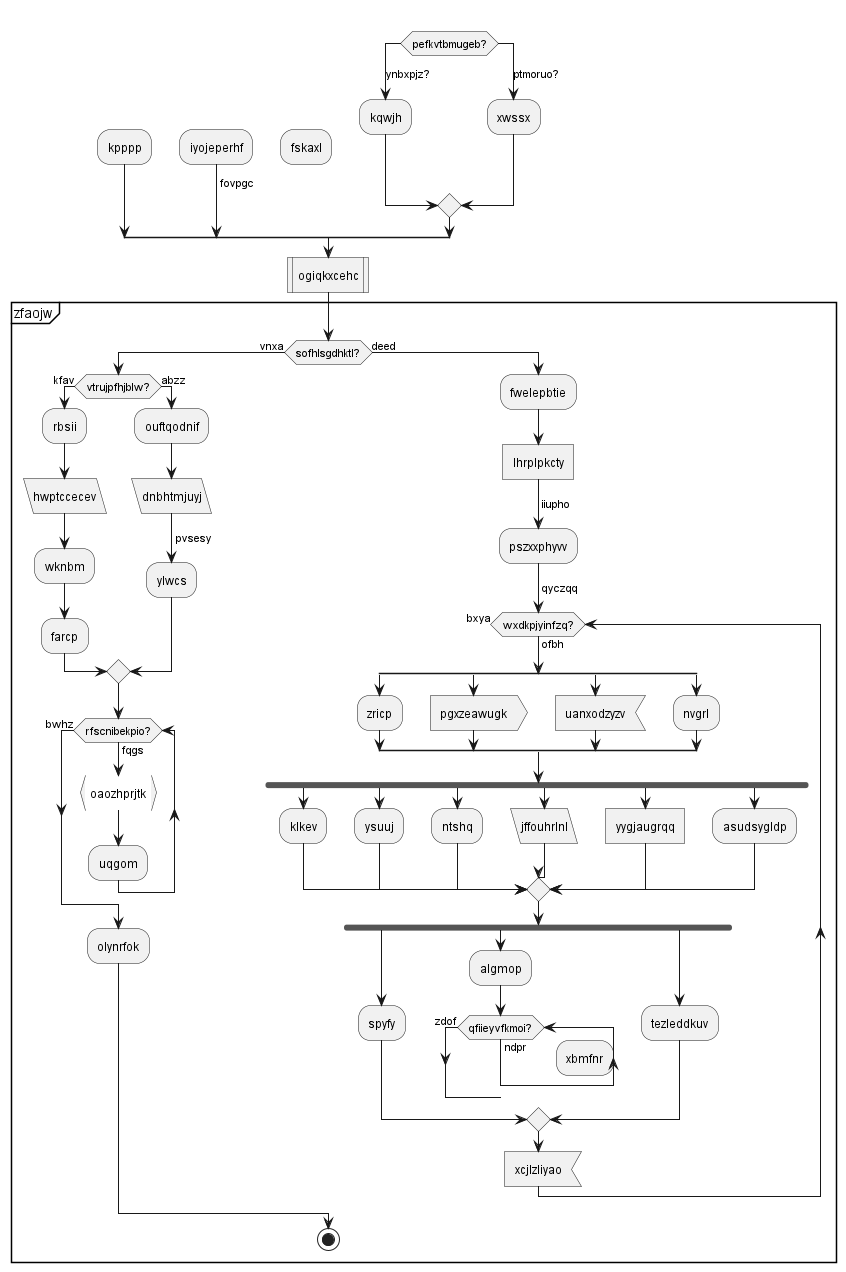 pefkvtbmugeb?
ynbxpjz?
ptmoruo?
kqwjh
xwssx
kpppp
iyojeperhf
fskaxl
fovpgc
ogiqkxcehc
zfaojw
vnxa
sofhlsgdhktl?
deed
kfav
vtrujpfhjblw?
abzz
rbsii
ouftqodnif
hwptccecev
dnbhtmjuyj
pvsesy
wknbm
ylwcs
farcp
bwhz
rfscnibekpio?
fqgs
oaozhprjtk
uqgom
olynrfok
fwelepbtie
lhrplpkcty
iiupho
pszxxphyvv
qyczqq
bxya
wxdkpjyinfzq?
ofbh
zricp
pgxzeawugk
uanxodzyzv
nvgrl
klkev
ysuuj
ntshq
jffouhrlnl
yygjaugrqq
asudsygldp
algmop
spyfy
zdof
qfiieyvfkmoi?
ndpr
xbmfnr
tezleddkuv
xcjlzliyao